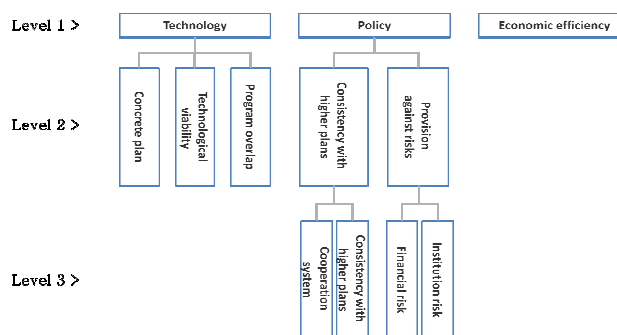 Level 1 >
Technology
Policy
Economic efficiency
Level 2 >
Concrete plan
Technological
viability
Program overlap
Consistency with
higher plans
Provision
against risks
Level 3 >
Cooperation
system
Consistency with
higher plans
Financial risk
Institution risk